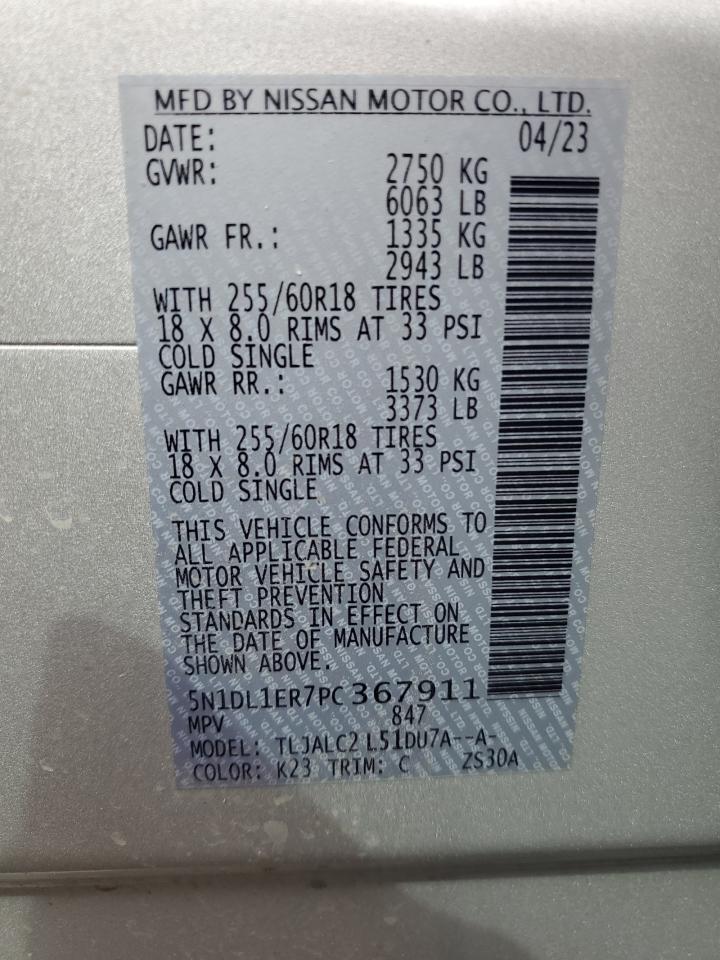 MFD BY NISSAN MOTOR CO., LTD.
DATE: 04/23
GVWR: 2750 KG
6063 LB
GAWR FR.: 1335 KG
2943 LB
WITH 255/60R18 TIRES
18 X 8.0 RIMS AT 33 PSI
COLD SINGLE
GAWR RR.: 1530 KG
3373 LB
WITH 255/60R18 TIRES
18 X 8.0 RIMS AT 33 PSI
COLD SINGLE
THIS VEHICLE CONFORMS TO
ALL APPLICABLE FEDERAL
MOTOR VEHICLE SAFETY AND
THEFT PREVENTION
STANDARDS IN EFFECT ON
THE DATE OF MANUFACTURE
SHOWN ABOVE.
5N1DL1ER7PC367911
MPV 847
MODEL: TLJALC2 L51DU7A--A-
COLOR: K23 TRIM: C ZS30A